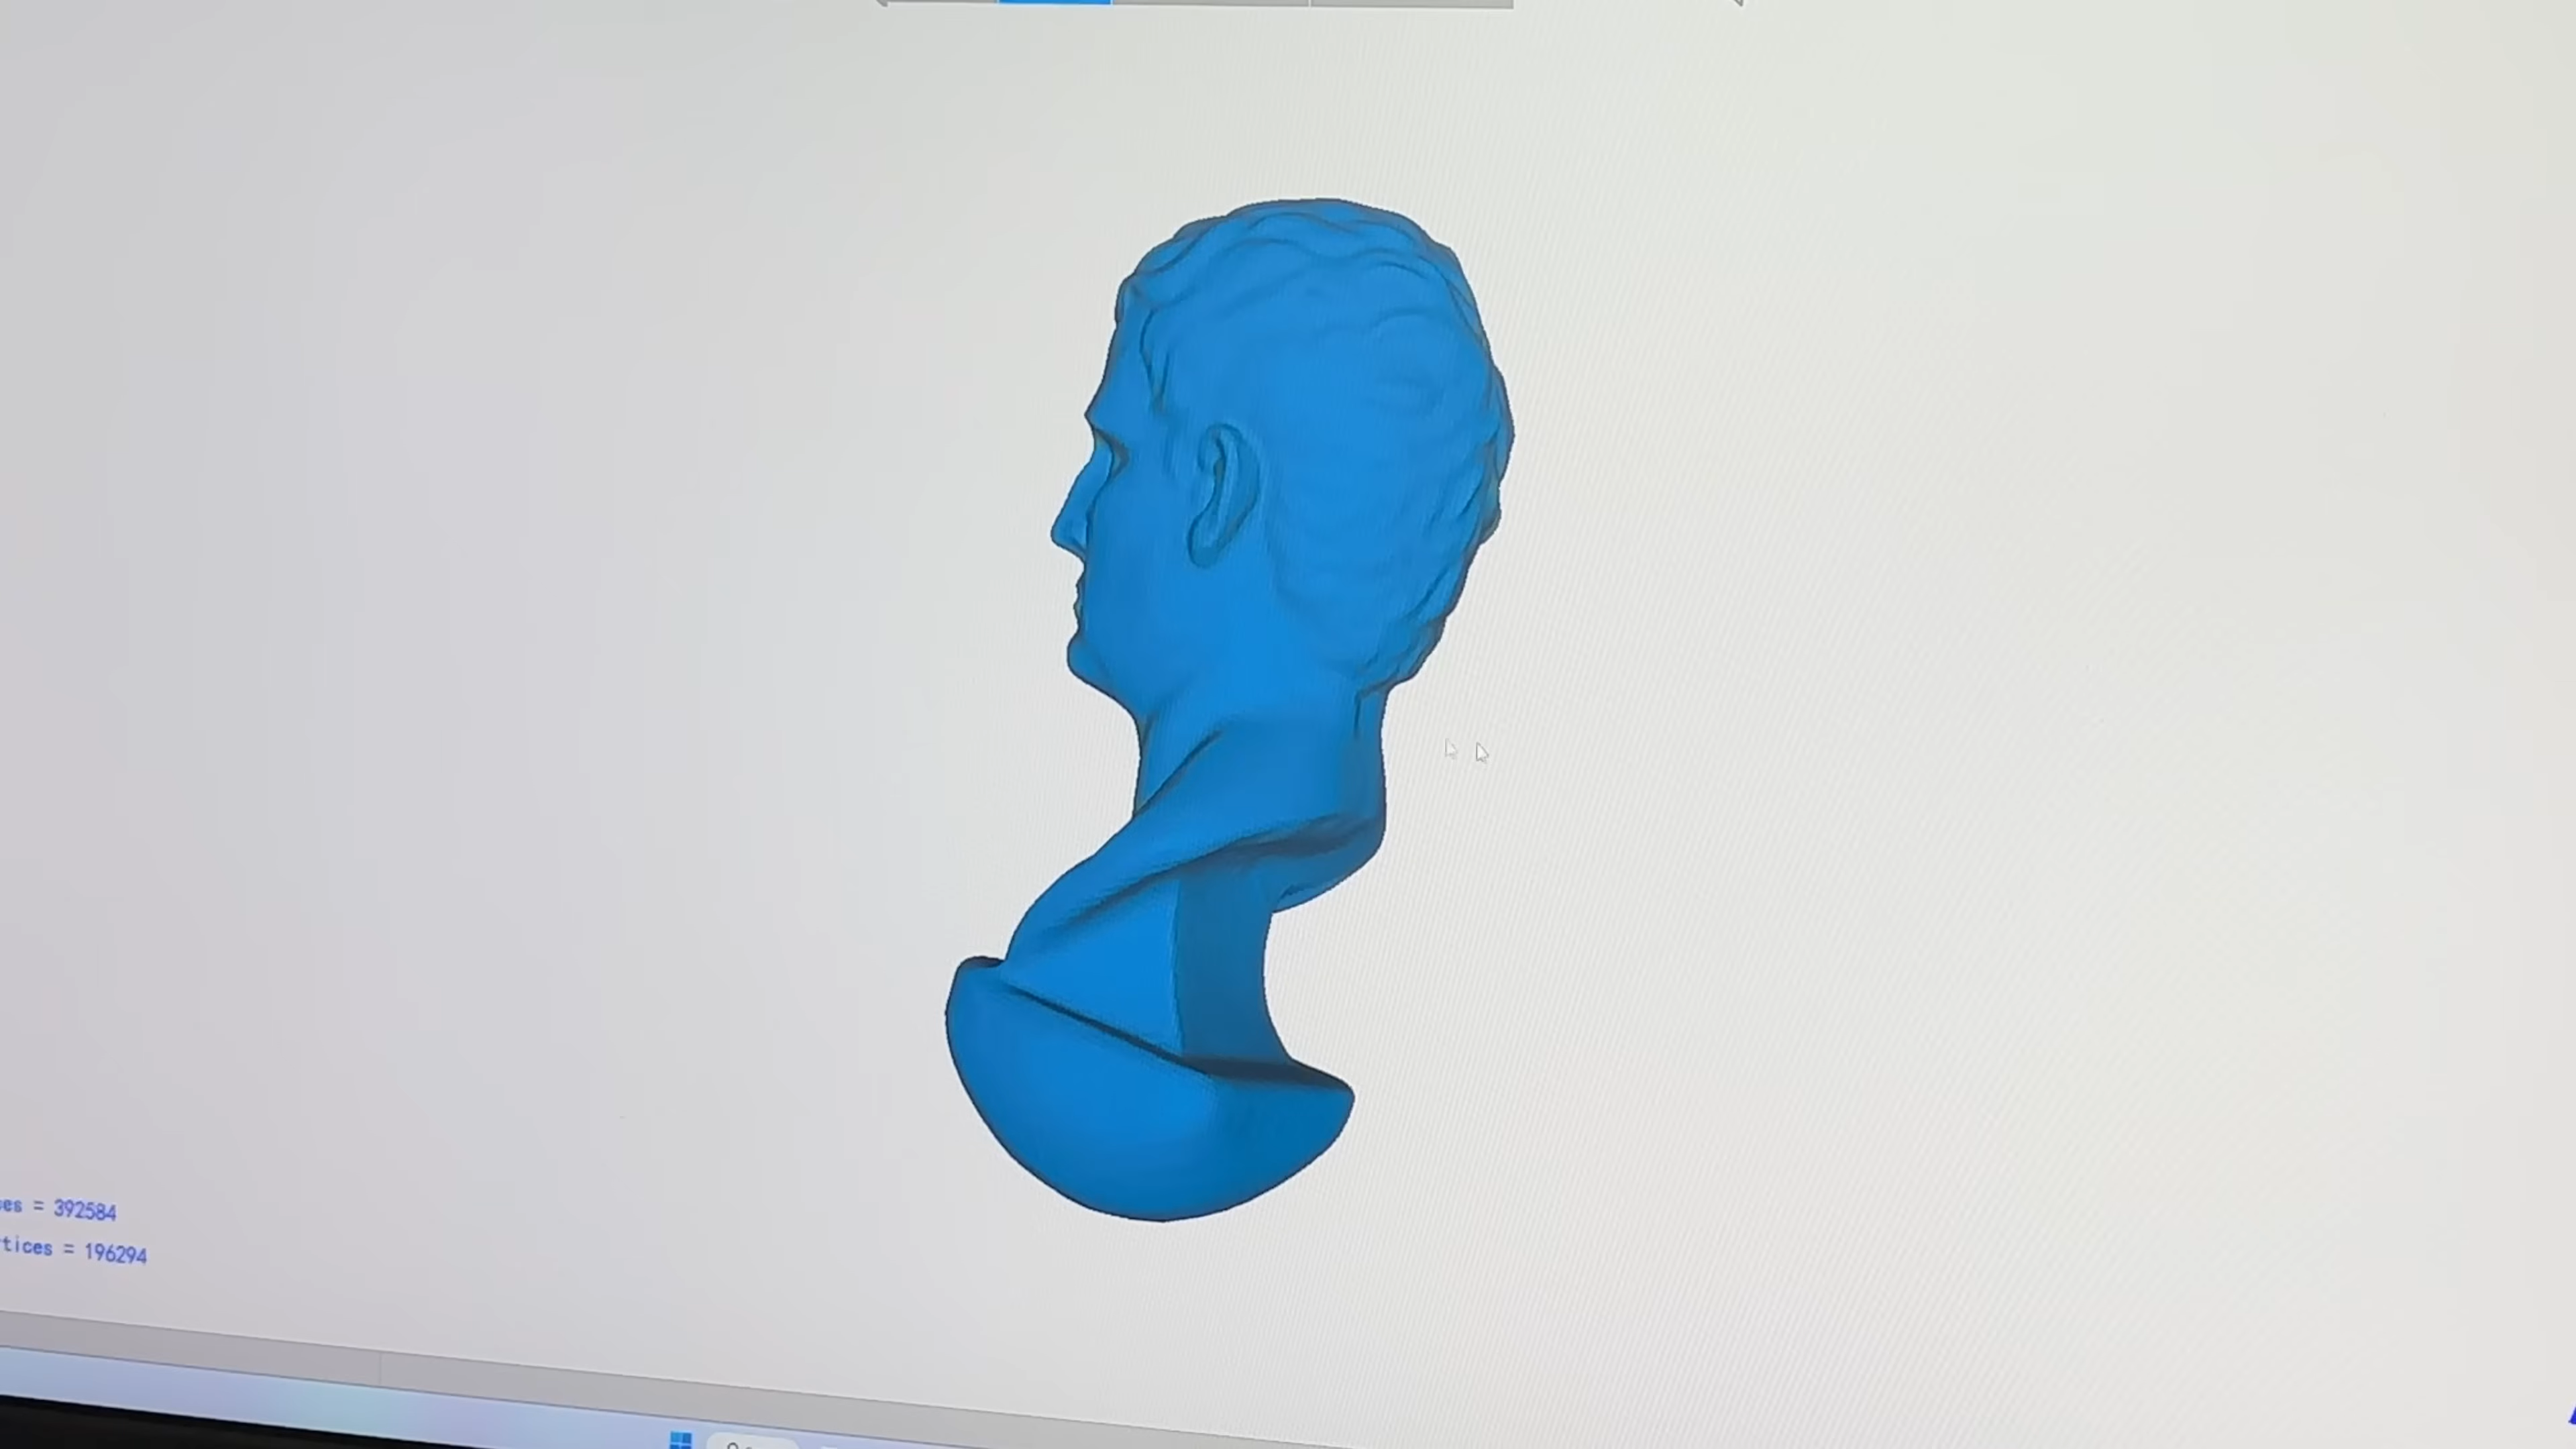 es = 392584
tices = 196294